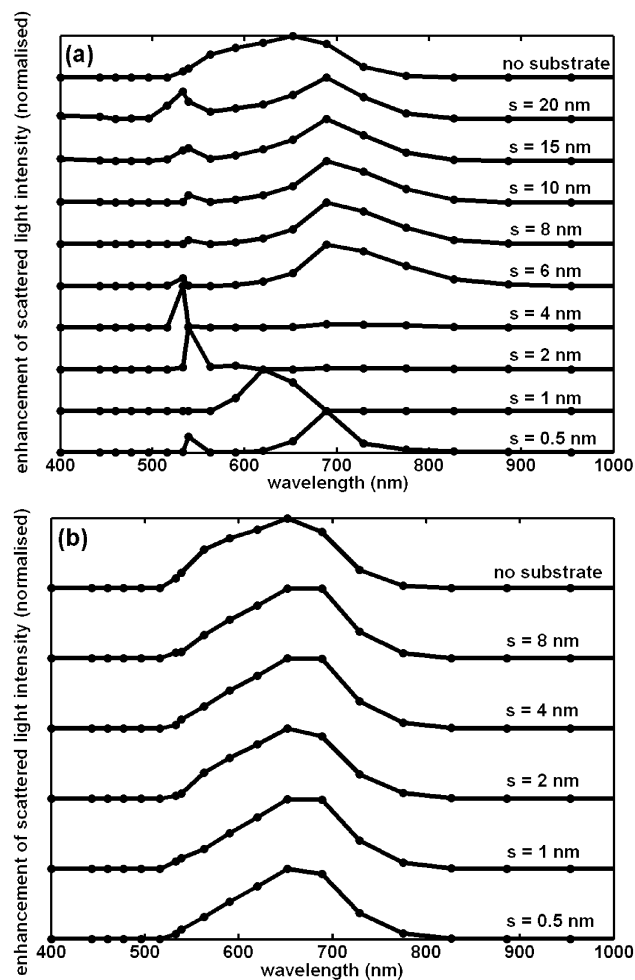 (a)
enhancement of scattered light intensity (normalised)
no substrate
s = 20 nm
s = 15 nm
s = 10 nm
s = 8 nm
s = 6 nm
s = 4 nm
s = 2 nm
s = 1 nm
s = 0.5 nm
400 500 600 700 800 900 1000
wavelength (nm)
(b)
enhancement of scattered light intensity (normalised)
no substrate
s = 8 nm
s = 4 nm
s = 2 nm
s = 1 nm
s = 0.5 nm
400 500 600 700 800 900 1000
wavelength (nm)